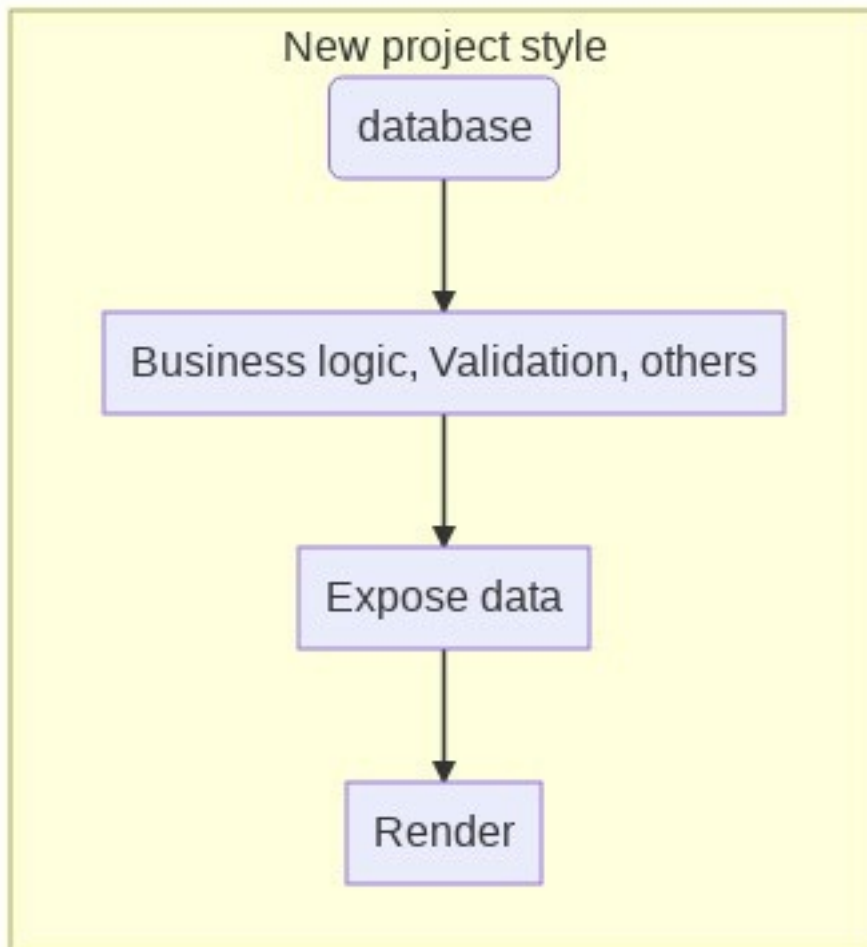 New project style
database
Business logic, Validation, others
Expose data
Render